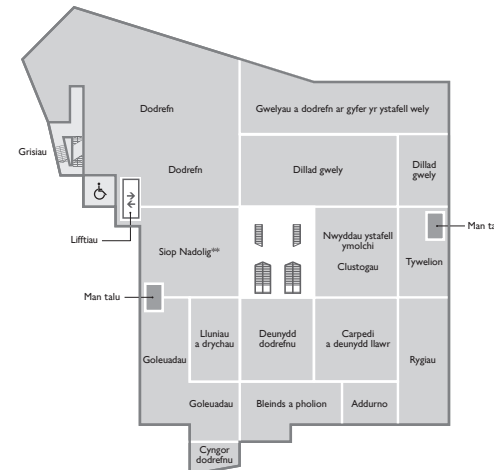 Dodrefn
Gwelyau a dodrefn ar gyfer yr ystafell wely
Grisiau
Dodrefn
Dillad gwely
Dillad
gwely
Lifftiau
Siop Nadolig**
Nwyddau ystafell
ymolchi
Clustogau
Tywelion
Man ta
Man talu
Goleuadau
Lluniau
a drychau
Deunydd
dodrefnu
Carpedi
a deunydd llawr
Rygiau
Goleuadau
Bleinds a pholion
Addurno
Cyngor
dodrefnu